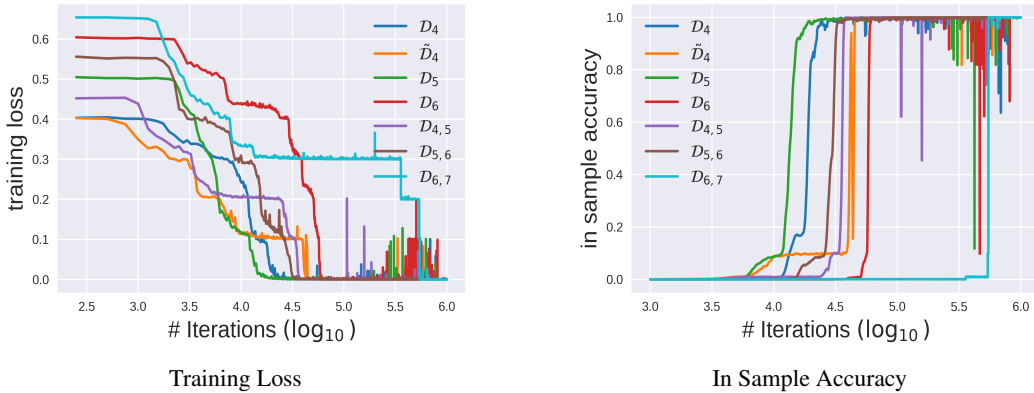 training loss
0.6
0.5
0.4
0.3
0.2
0.1
0.0
2.5 3.0 3.5 4.0 4.5 5.0 5.5 6.0
# Iterations (log₁₀)
𝒟₄
𝒟̃₄
𝒟₅
𝒟₆
𝒟₄,₅
𝒟₅,₆
𝒟₆,₇
Training Loss
in sample accuracy
1.0
0.8
0.6
0.4
0.2
0.0
3.0 3.5 4.0 4.5 5.0 5.5 6.0
# Iterations (log₁₀)
𝒟₄
𝒟̃₄
𝒟₅
𝒟₆
𝒟₄,₅
𝒟₅,₆
𝒟₆,₇
In Sample Accuracy